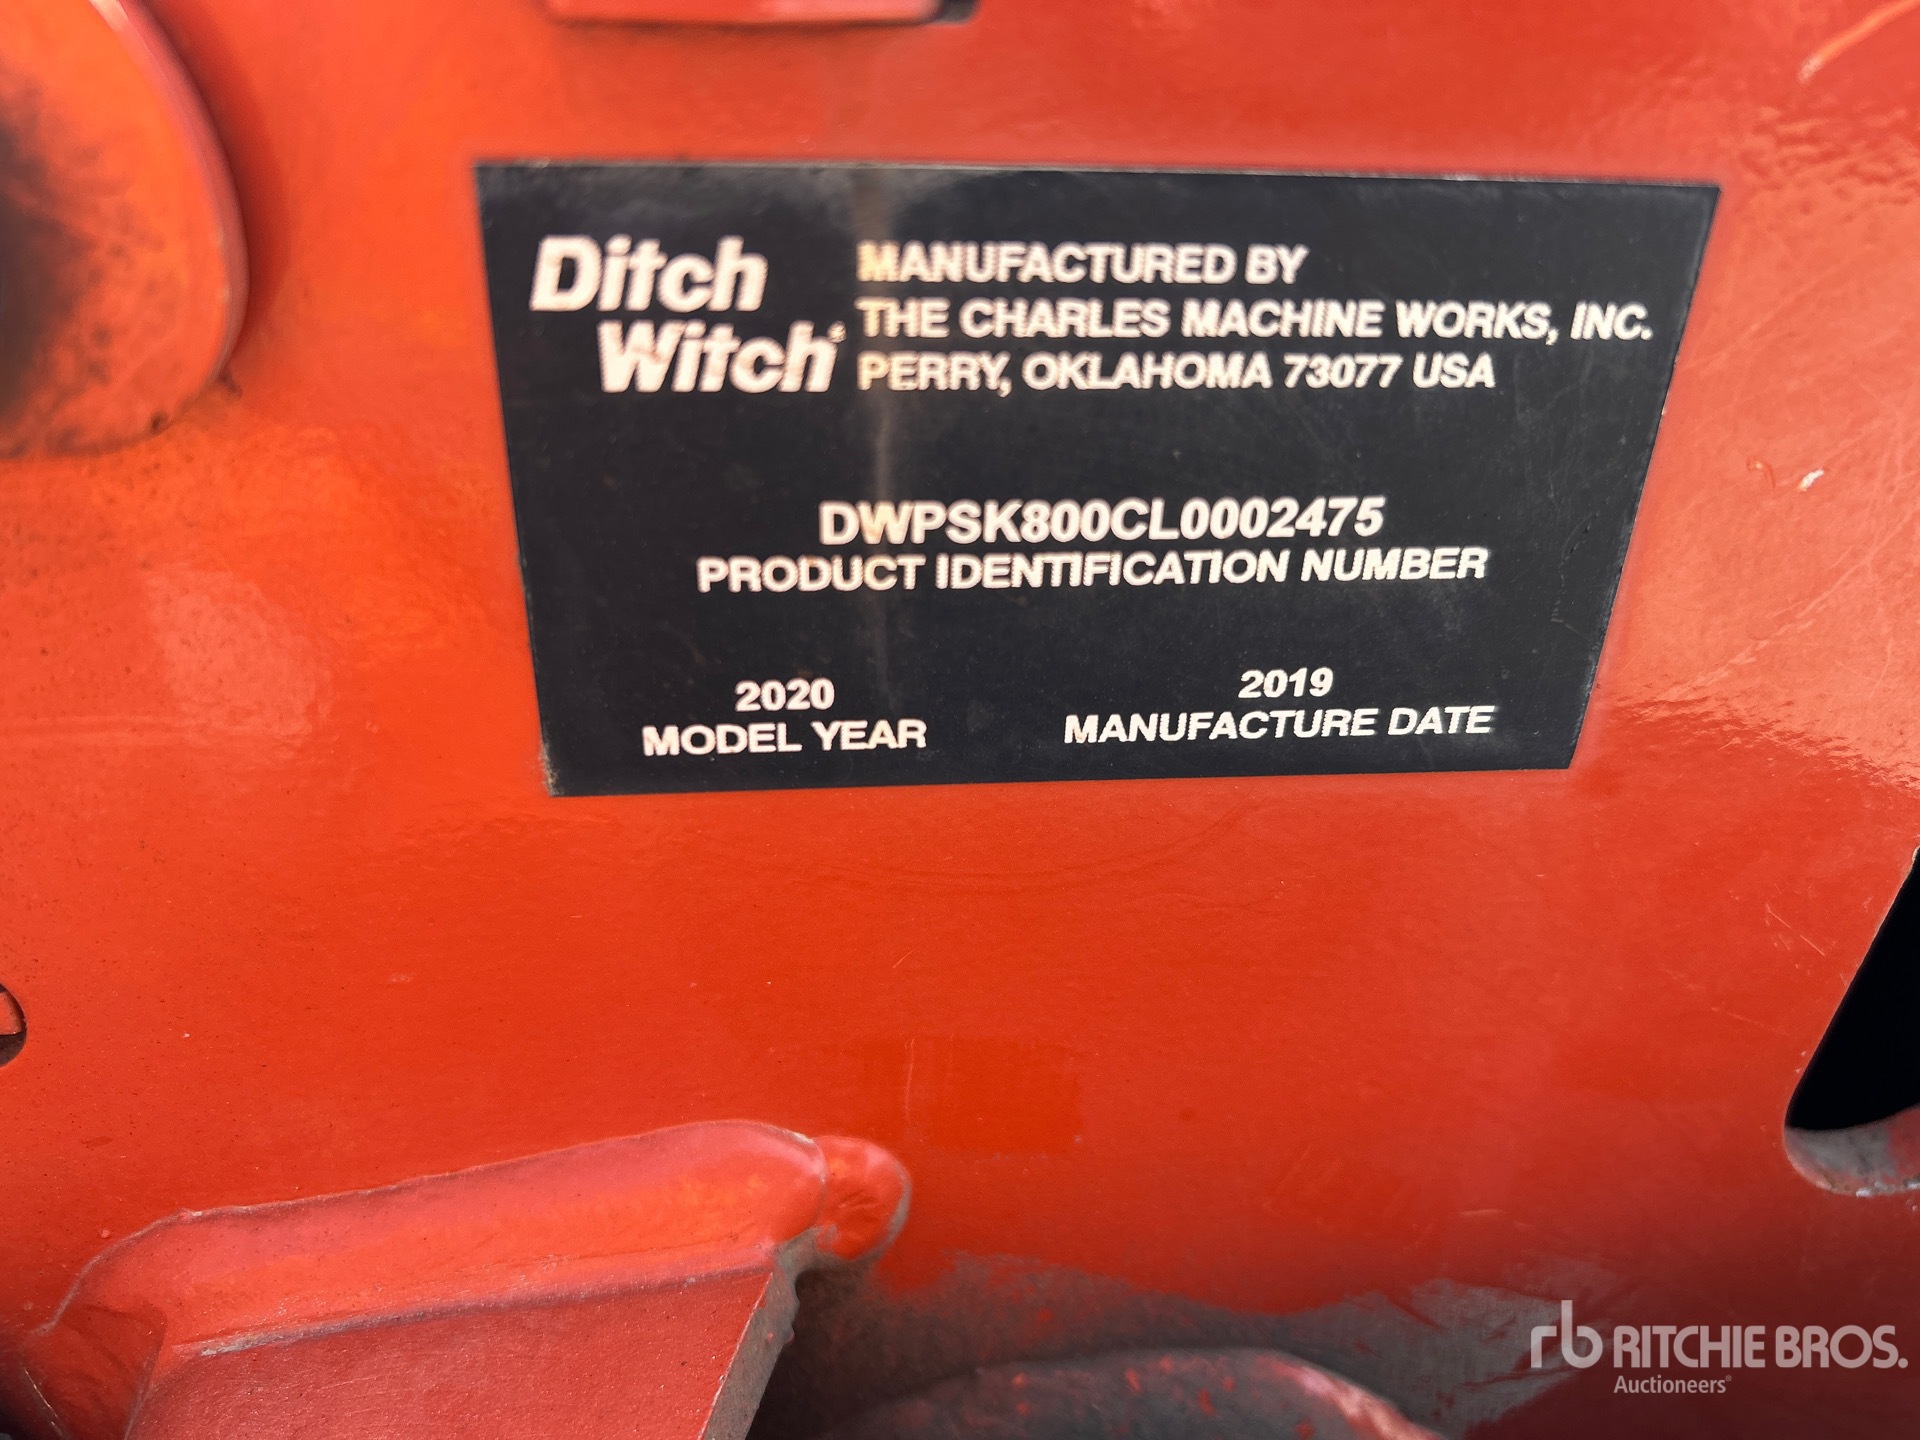 Ditch Witch®
MANUFACTURED BY
THE CHARLES MACHINE WORKS, INC.
PERRY, OKLAHOMA 73077 USA
DWPSK800CL0002475
PRODUCT IDENTIFICATION NUMBER
2020
MODEL YEAR
2019
MANUFACTURE DATE
rb RITCHIE BROS.
Auctioneers®